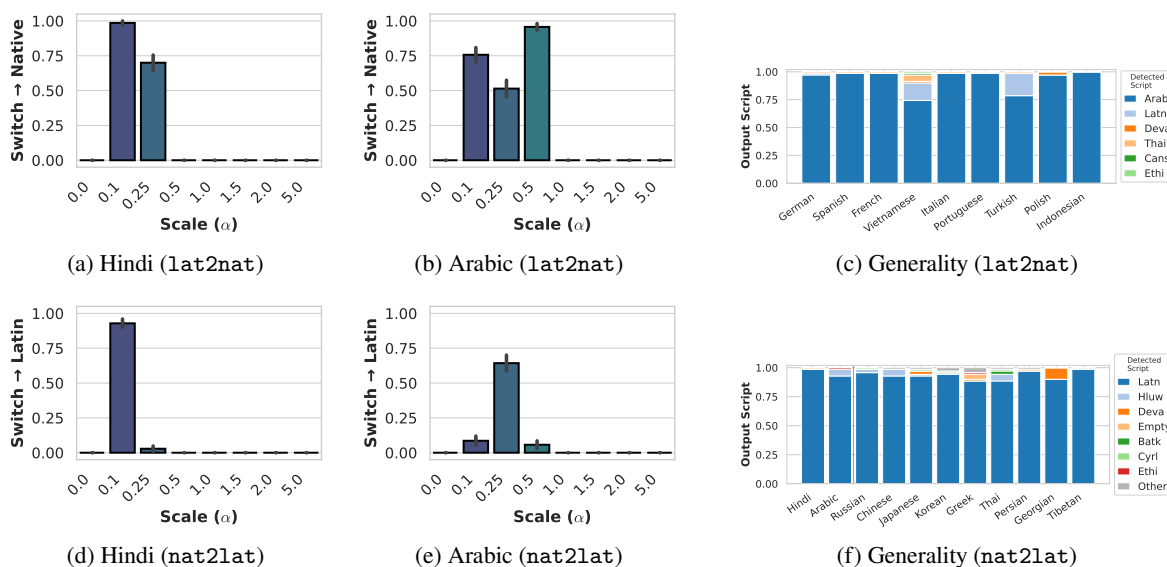 Switch → Native
1.00
0.75
0.50
0.25
0.00
0.0
0.1
0.25
0.5
1.0
1.5
2.0
5.0
Scale (α)
(a) Hindi (lat2nat)
Switch → Native
1.00
0.75
0.50
0.25
0.00
0.0
0.1
0.25
0.5
1.0
1.5
2.0
5.0
Scale (α)
(b) Arabic (lat2nat)
Output Script
1.00
0.75
0.50
0.25
0.00
German
Spanish
French
Vietnamese
Italian
Portuguese
Turkish
Polish
Indonesian
Detected
Script
Arab
Latn
Deva
Thai
Cans
Ethi
(c) Generality (lat2nat)
Switch → Latin
1.00
0.75
0.50
0.25
0.00
0.0
0.1
0.25
0.5
1.0
1.5
2.0
5.0
Scale (α)
(d) Hindi (nat2lat)
Switch → Latin
1.00
0.75
0.50
0.25
0.00
0.0
0.1
0.25
0.5
1.0
1.5
2.0
5.0
Scale (α)
(e) Arabic (nat2lat)
Output Script
1.00
0.75
0.50
0.25
0.00
Hindi
Arabic
Russian
Chinese
Japanese
Korean
Greek
Thai
Persian
Georgian
Tibetan
Detected
Script
Latn
Hluw
Deva
Empty
Batk
Cyrl
Ethi
Other
(f) Generality (nat2lat)